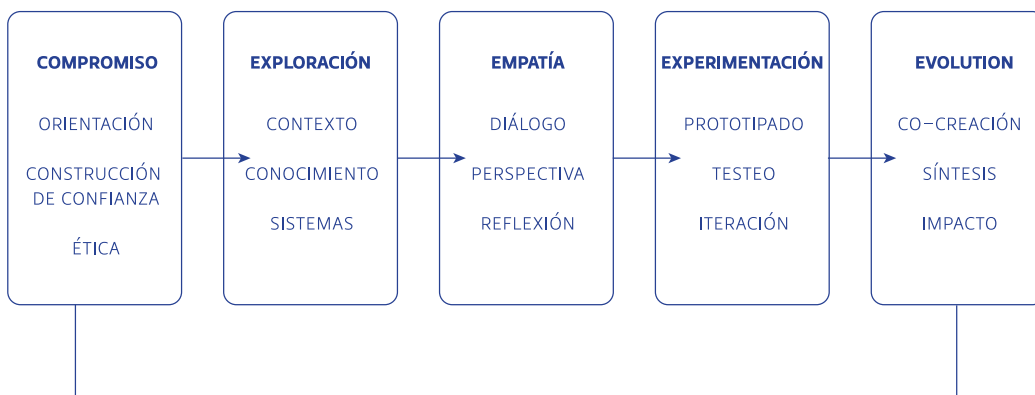 COMPROMISO
ORIENTACIÓN
CONSTRUCCIÓN
DE CONFIANZA
ÉTICA
EXPLORACIÓN
CONTEXTO
CONOCIMIENTO
SISTEMAS
EMPATÍA
DIÁLOGO
PERSPECTIVA
REFLEXIÓN
EXPERIMENTACIÓN
PROTOTIPADO
TESTEO
ITERACIÓN
EVOLUTION
CO-CREACIÓN
SÍNTESIS
IMPACTO